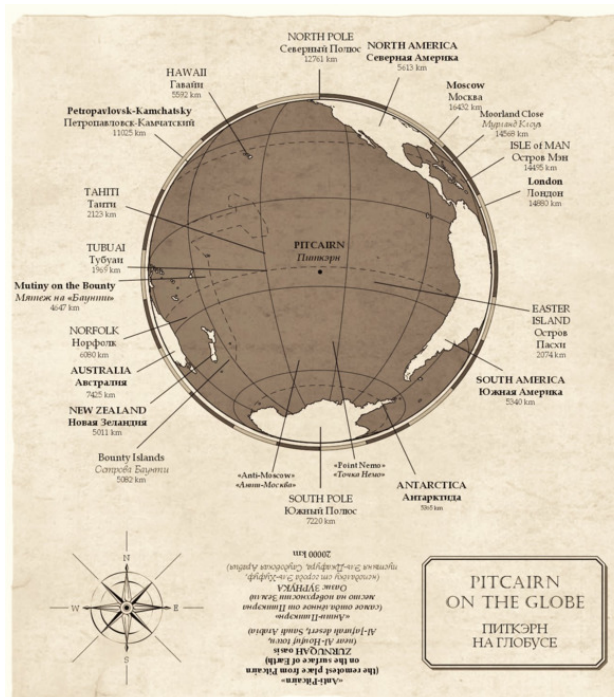 NORTH POLE
Северный Полюс
12761 km
NORTH AMERICA
Северная Америка
5613 km
HAWAII
Гавайи
5592 km
Moscow
Москва
16432 km
Petropavlovsk-Kamchatsky
Петропавловск-Камчатский
11025 km
Moorland Close
Мурланд Клоуз
14568 km
ISLE of MAN
Остров Мэн
14495 km
London
Лондон
14880 km
TAHITI
Таити
2123 km
TUBUAI
Тубуаи
1969 km
PITCAIRN
Питкэрн
Mutiny on the Bounty
Мятеж на «Баунти»
4647 km
NORFOLK
Норфолк
6080 km
EASTER
ISLAND
Остров
Пасхи
2074 km
AUSTRALIA
Австралия
7425 km
SOUTH AMERICA
Южная Америка
5340 km
NEW ZEALAND
Новая Зеландия
5011 km
Bounty Islands
Острова Баунти
5082 km
«Anti-Moscow»
«Анти-Москва»
«Point Nemo»
«Точка Немо»
ANTARCTICA
Антарктида
SOUTH POLE
Южный Полюс
7220 km
«Anti-Pitcairn»
(the remotest place from Pitcairn
on the surface of Earth)
ZURNUQAH oasis
(near Al-Houfuf town,
Al-Jafurah desert, Saudi Arabia)
«Анти-Питкэрн»
(самое отдалённое от Питкэрна
место на поверхности Земли)
Оазис ЗУРНУКА
(неподалёку от города Эль-Хуфуф,
пустыня Эль-Джафура, Саудовская Аравия)
20000 km
N
W
E
S
PITCAIRN
ON THE GLOBE
ПИТКЭРН
НА ГЛОБУСЕ